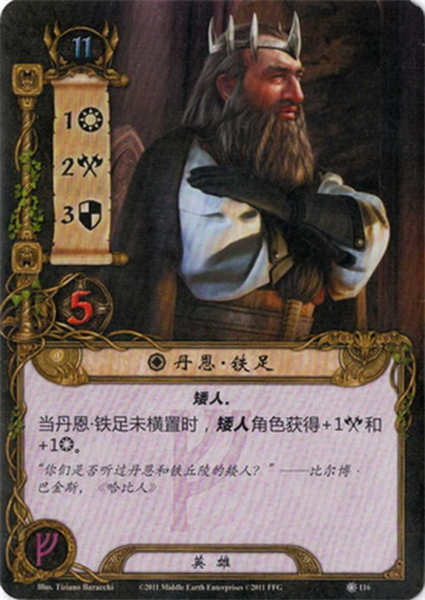 11
1
2
3
5
丹恩·铁足
矮人.
当丹恩·铁足未横置时，矮人角色获得+1和
+1。
“你们是否听过丹恩和铁丘陵的矮人？”——比尔博·
巴金斯，《哈比人》
英雄
Illus. Tiziano Baracchi ©2011 Middle Earth Enterprises ©2011 FFG 116